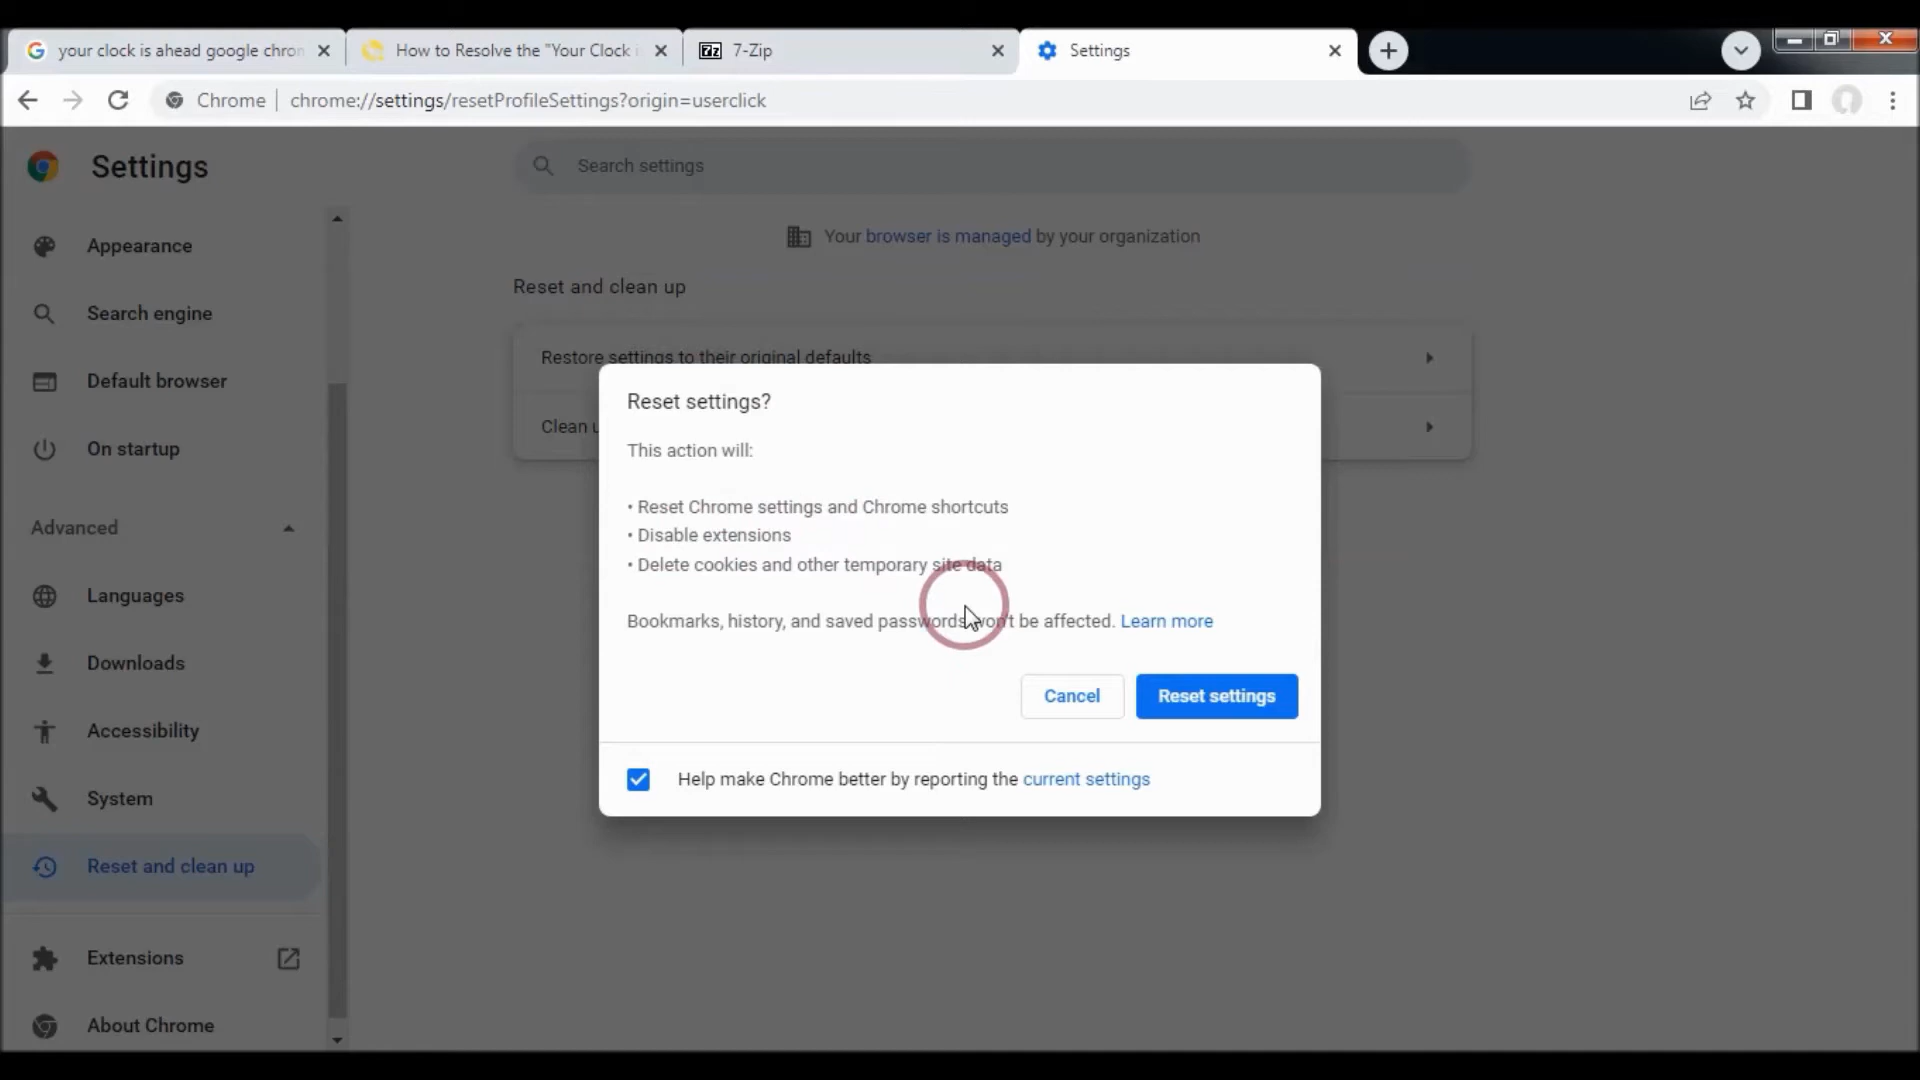 your clock is ahead google chron
How to Resolve the "Your Clock i
7z 7-Zip
Settings
Chrome chrome://settings/resetProfileSettings?origin=userclick
Settings
Search settings
Appearance
Search engine
Default browser
On startup
Advanced
Languages
Downloads
Accessibility
System
Reset and clean up
Extensions
About Chrome
Your browser is managed by your organization
Reset and clean up
Restore settings to their original defaults
Clean u
Reset settings?
This action will:
• Reset Chrome settings and Chrome shortcuts
• Disable extensions
• Delete cookies and other temporary site data
Bookmarks, history, and saved passwords won't be affected. Learn more
Cancel
Reset settings
Help make Chrome better by reporting the current settings